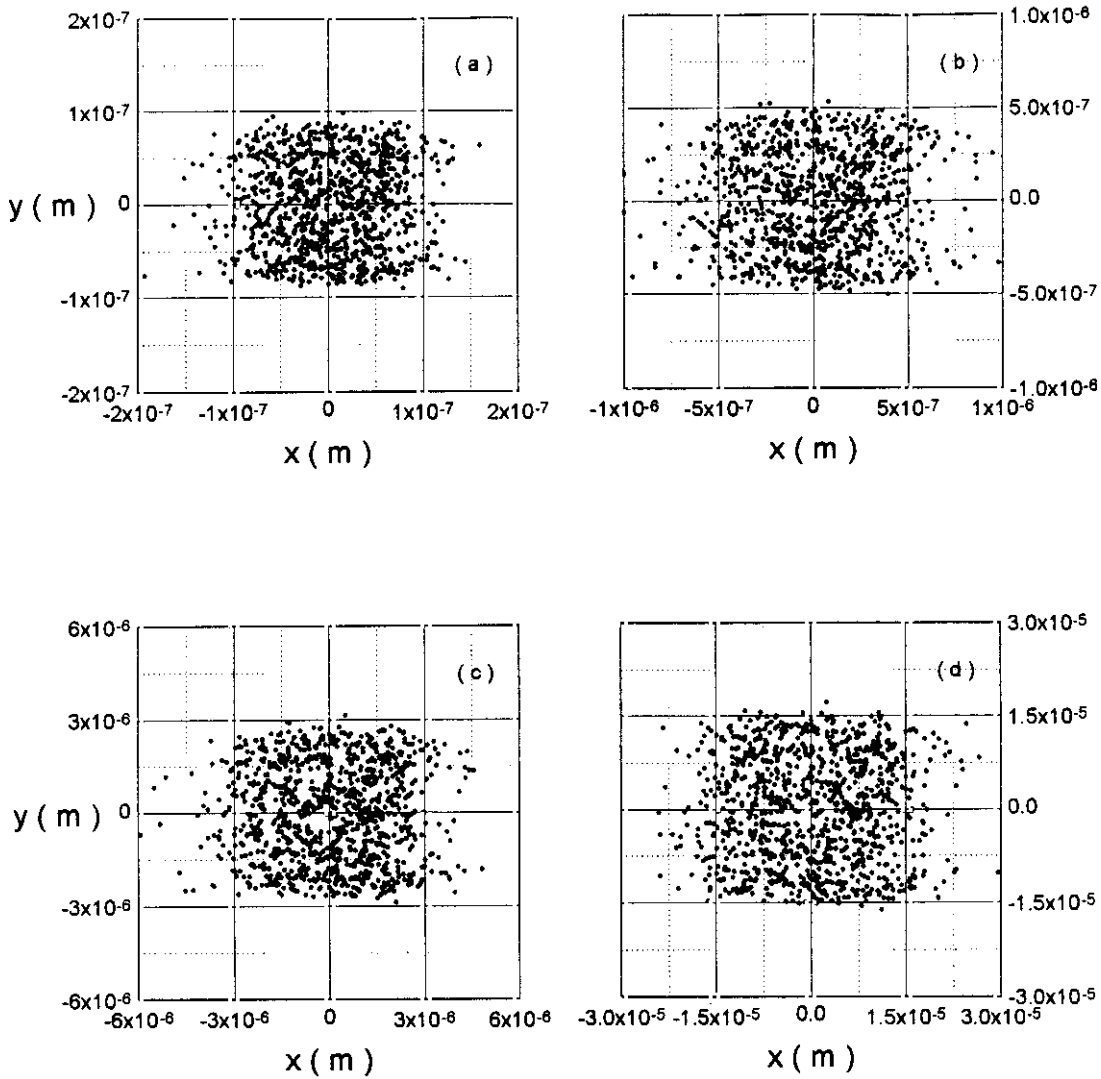 2x10⁻⁷
(a)
1x10⁻⁷
y(m)
0
-1x10⁻⁷
-2x10⁻⁷
-2x10⁻⁷ -1x10⁻⁷ 0 1x10⁻⁷ 2x10⁻⁷
x(m)
1.0x10⁻⁶
(b)
5.0x10⁻⁷
0.0
-5.0x10⁻⁷
-1.0x10⁻⁶
-1x10⁻⁶ -5x10⁻⁷ 0 5x10⁻⁷ 1x10⁻⁶
x(m)
6x10⁻⁶
(c)
3x10⁻⁶
y(m)
0
-3x10⁻⁶
-6x10⁻⁶
-6x10⁻⁶ -3x10⁻⁶ 0 3x10⁻⁶ 6x10⁻⁶
x(m)
3.0x10⁻⁵
(d)
1.5x10⁻⁵
0.0
-1.5x10⁻⁵
-3.0x10⁻⁵
-3.0x10⁻⁵ -1.5x10⁻⁵ 0.0 1.5x10⁻⁵ 3.0x10⁻⁵
x(m)